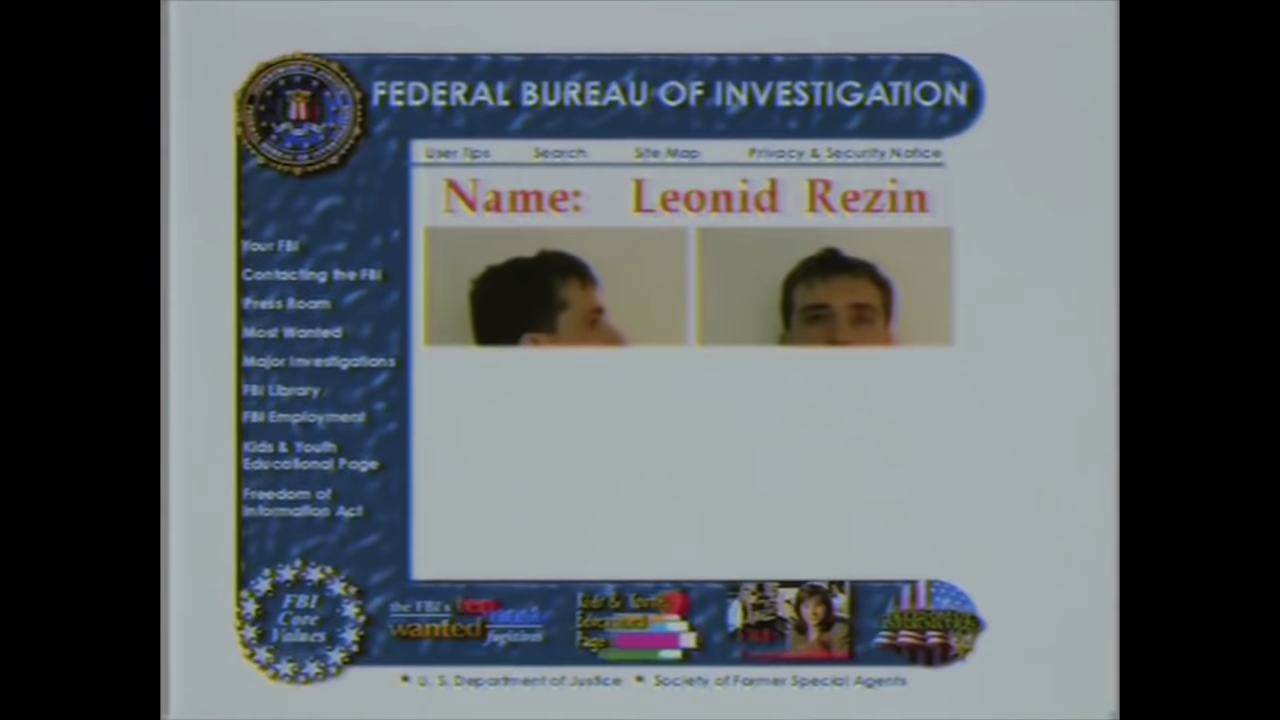 FEDERAL BUREAU OF INVESTIGATION
User Tips Search Site Map Privacy & Security Notice
Name: Leonid Rezin
Your FBI
Contacting the FBI
Press Room
Most Wanted
Major Investigations
FBI Library
FBI Employment
Kids & Youth
Educational Page
Freedom of
Information Act
FBI
Core
Values
the FBI's ten
most
wanted
fugitives
Kids & Youth
Educational
Page
U. S. Department of Justice Society of Former Special Agents